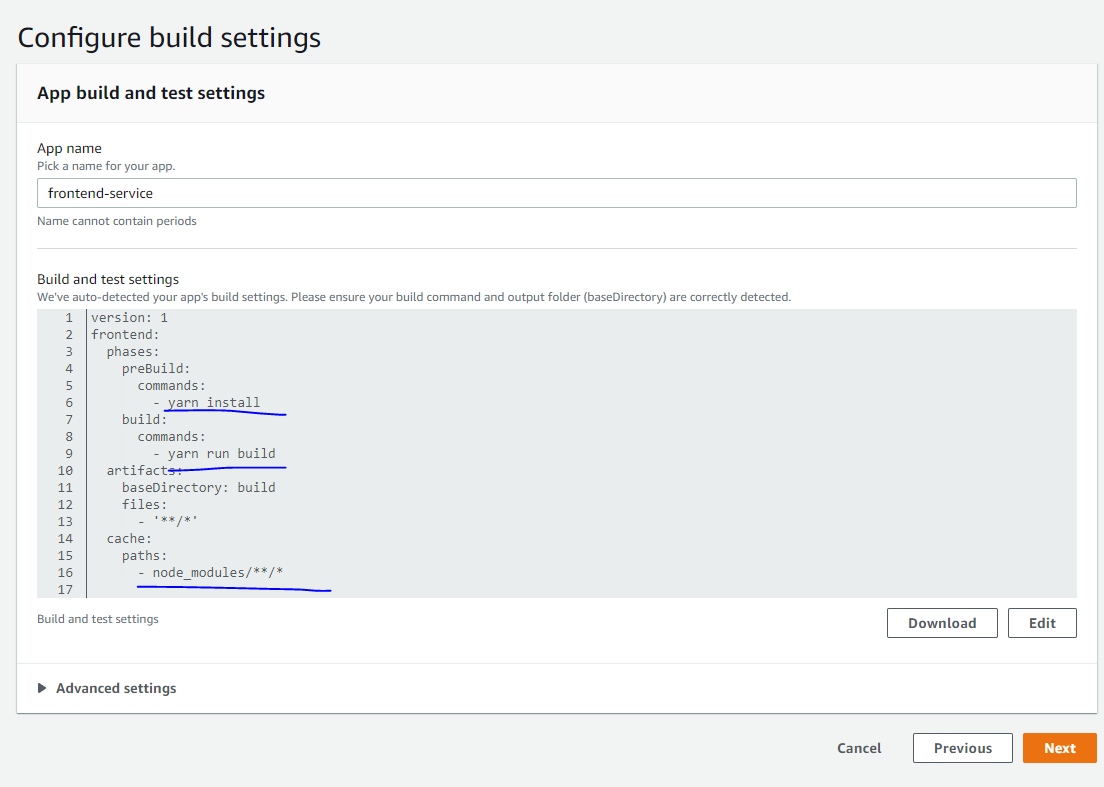 Configure build settings
App build and test settings
App name
Pick a name for your app.
frontend-service
Name cannot contain periods
Build and test settings
We've auto-detected your app's build settings. Please ensure your build command and output folder (baseDirectory) are correctly detected.
1 version: 1
2 frontend:
3   phases:
4     preBuild:
5       commands:
6         - yarn install
7     build:
8       commands:
9         - yarn run build
10   artifacts:
11     baseDirectory: build
12     files:
13       - '**/*'
14   cache:
15     paths:
16       - node_modules/**/*
17
Build and test settings
Download Edit
Advanced settings
Cancel Previous Next